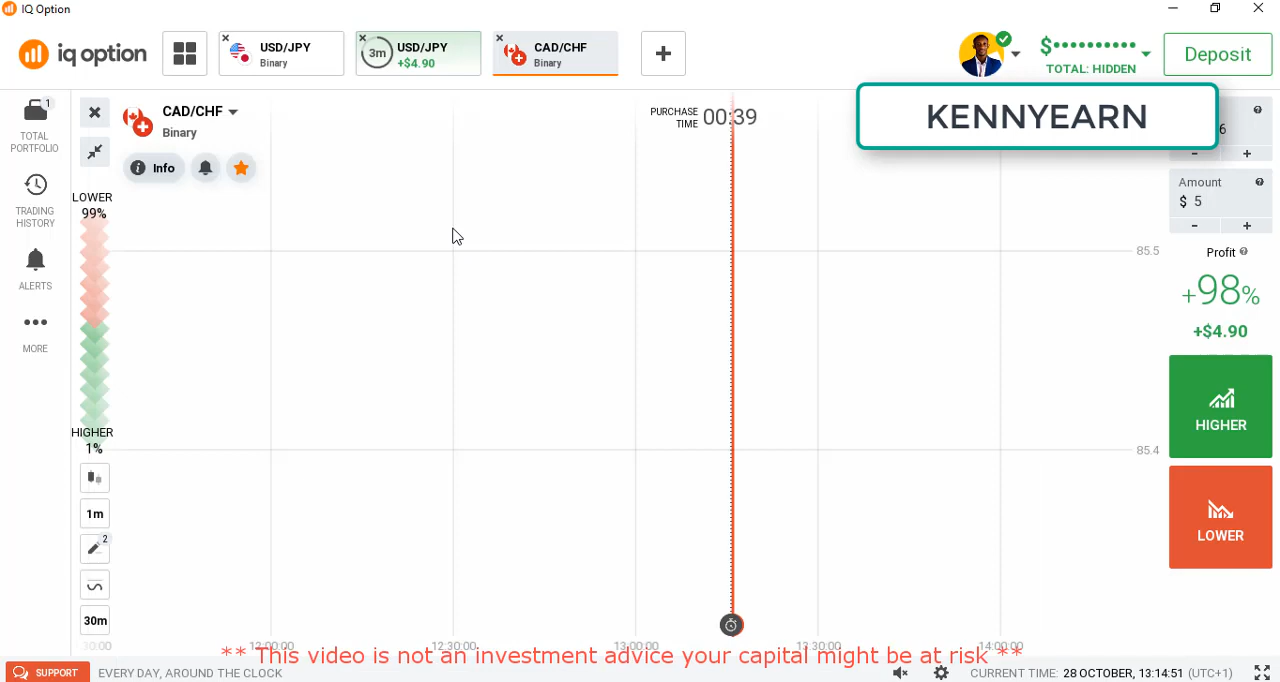 IQ Option
iq option
USD/JPY
Binary
3m
USD/JPY
+$4.90
CAD/CHF
Binary
$**********
TOTAL: HIDDEN
Deposit
1
TOTAL
PORTFOLIO
TRADING
HISTORY
ALERTS
MORE
CAD/CHF
Binary
Info
LOWER
99%
HIGHER
1%
1m
2
30m
PURCHASE
TIME
00:39
KENNYEARN
6
- +
Amount
$ 5
- +
Profit
+98%
+$4.90
HIGHER
LOWER
85.5
85.4
30:00
12:00:00
12:30:00
13:00:00
13:30:00
14:00:00
** This video is not an investment advice your capital might be at risk **
SUPPORT
EVERY DAY, AROUND THE CLOCK
CURRENT TIME: 28 OCTOBER, 13:14:51 (UTC+1)